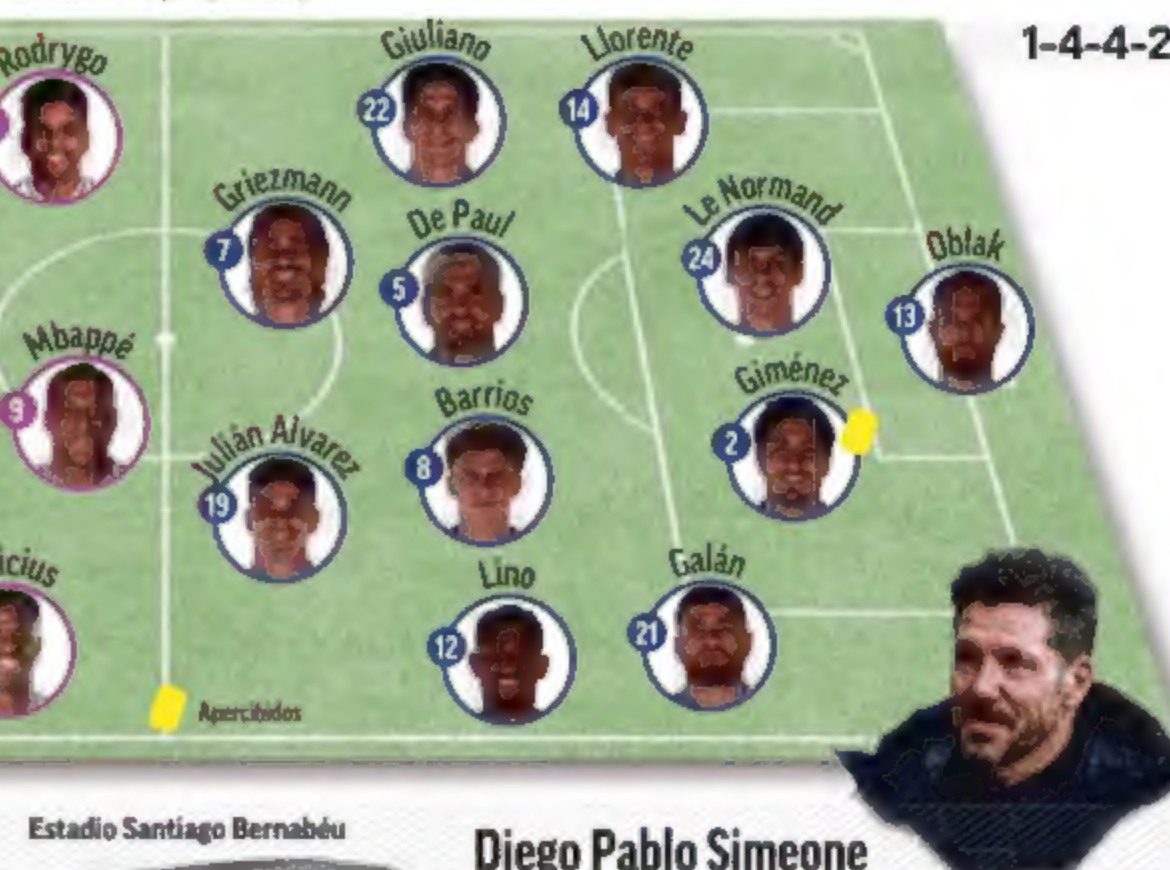 1-4-4-2
Rodrygo
Giuliano
22
Llorente
14
Griezmann
7
De Paul
5
Le Normand
24
Oblak
13
Mbappé
9
Barrios
8
Giménez
2
Julián Alvarez
19
Lino
12
Galán
21
icius
Apercibidos
Estadio Santiago Bernabéu
Diego Pablo Simeone